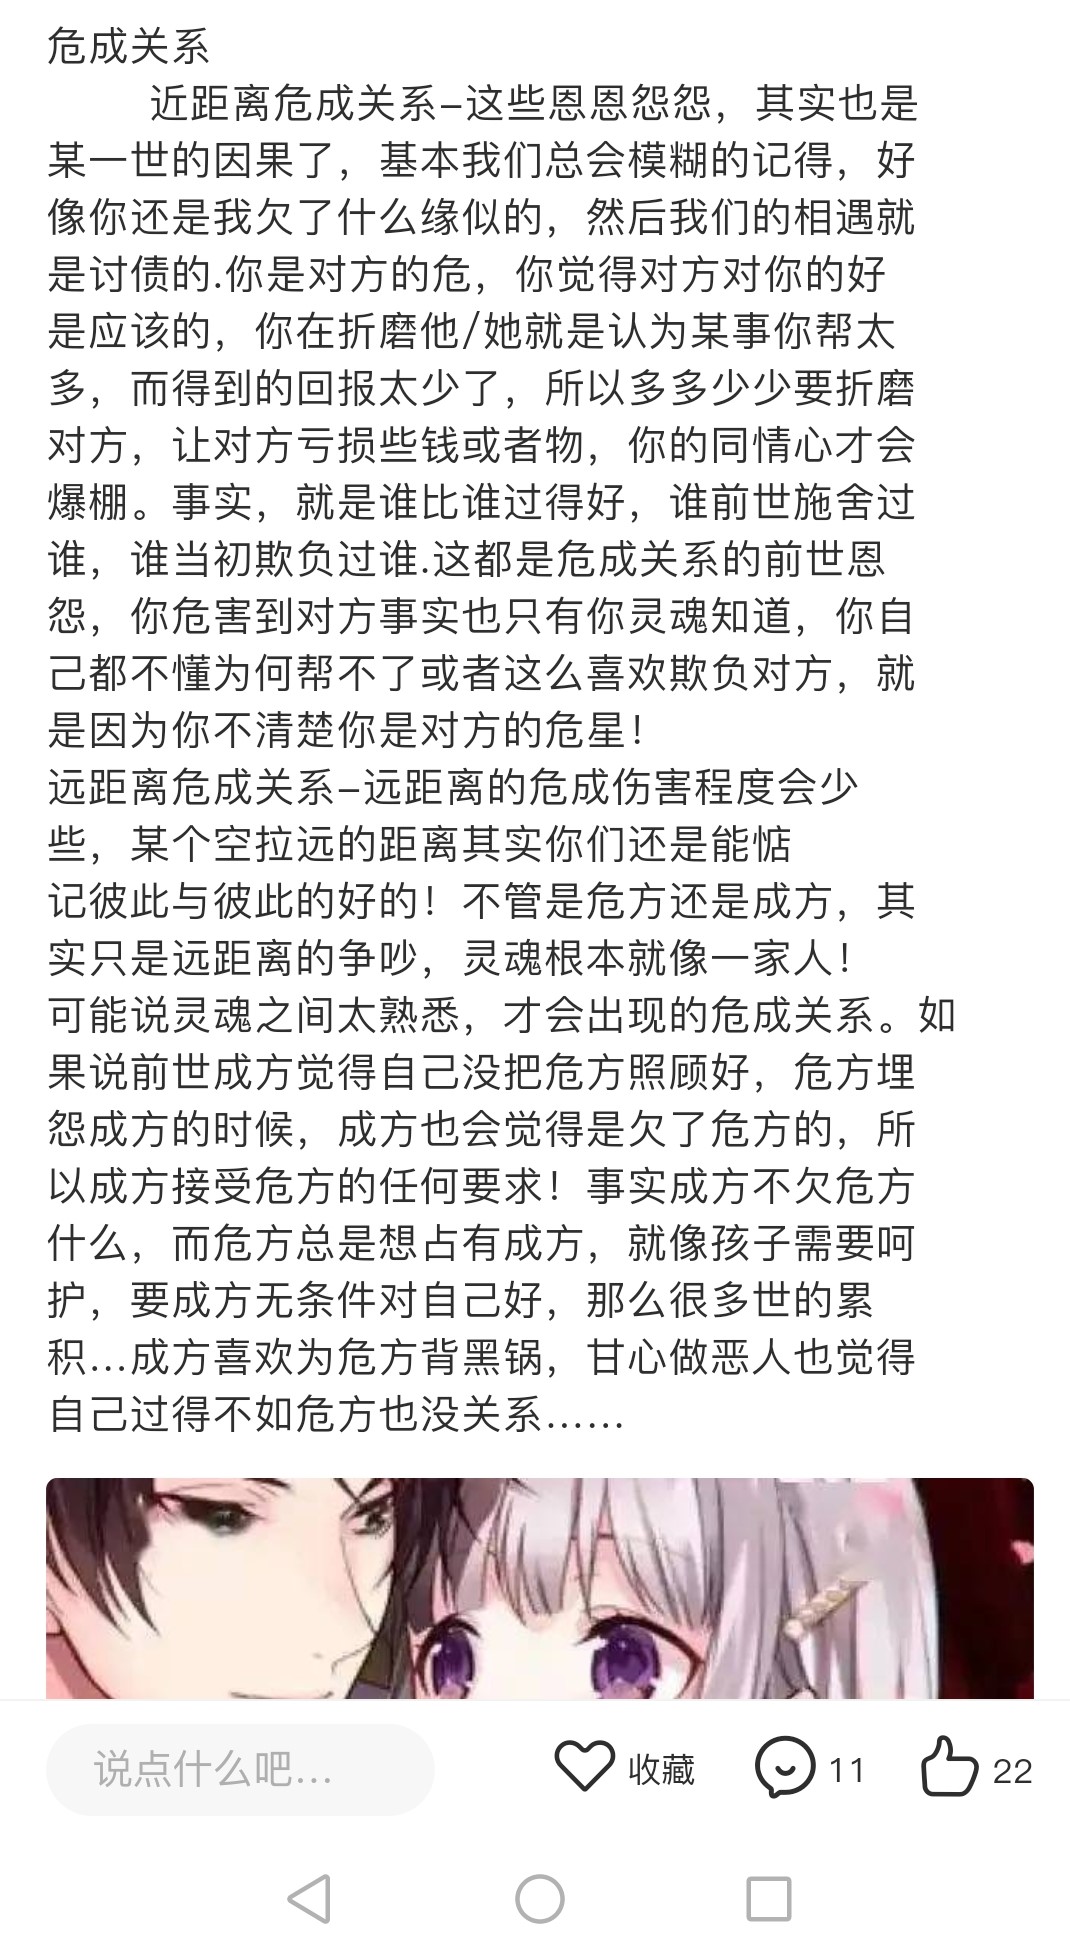 危成关系
近距离危成关系–这些恩恩怨怨，其实也是
某一世的因果了，基本我们总会模糊的记得，好
像你还是我欠了什么缘似的，然后我们的相遇就
是讨债的.你是对方的危，你觉得对方对你的好
是应该的，你在折磨他/她就是认为某事你帮太
多，而得到的回报太少了，所以多多少少要折磨
对方，让对方亏损些钱或者物，你的同情心才会
爆棚。事实，就是谁比谁过得好，谁前世施舍过
谁，谁当初欺负过谁.这都是危成关系的前世恩
怨，你危害到对方事实也只有你灵魂知道，你自
己都不懂为何帮不了或者这么喜欢欺负对方，就
是因为你不清楚你是对方的危星！
远距离危成关系–远距离的危成伤害程度会少
些，某个空拉远的距离其实你们还是能惦
记彼此与彼此的好的！不管是危方还是成方，其
实只是远距离的争吵，灵魂根本就像一家人！
可能说灵魂之间太熟悉，才会出现的危成关系。如
果说前世成方觉得自己没把危方照顾好，危方埋
怨成方的时候，成方也会觉得是欠了危方的，所
以成方接受危方的任何要求！事实成方不欠危方
什么，而危方总是想占有成方，就像孩子需要呵
护，要成方无条件对自己好，那么很多世的累
积...成方喜欢为危方背黑锅，甘心做恶人也觉得
自己过得不如危方也没关系......
说点什么吧... 收藏 11 22